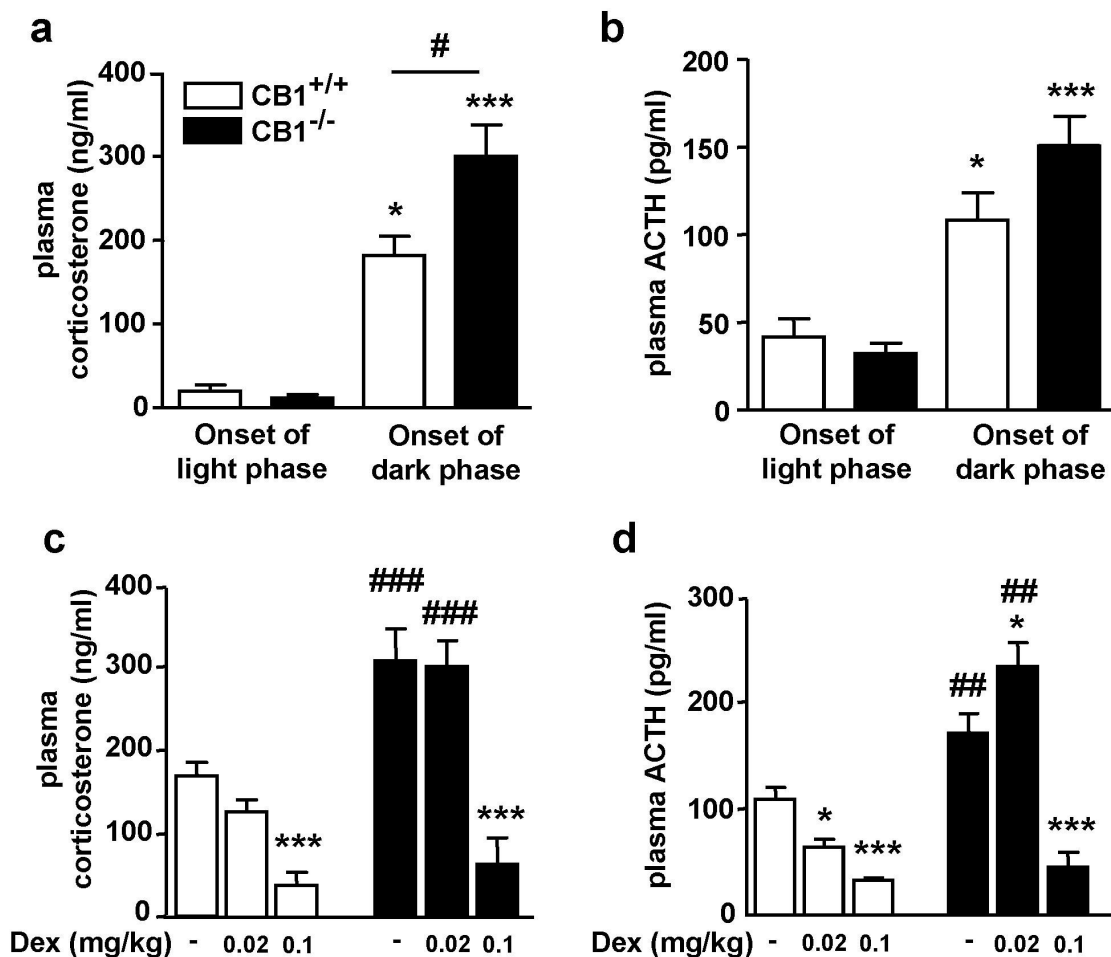 a
plasma
corticosterone (ng/ml)
400
300
200
100
0
CB1+/+
CB1-/-
#
*
***
Onset of
light phase
Onset of
dark phase
b
plasma ACTH (pg/ml)
200
150
100
50
0
*
***
Onset of
light phase
Onset of
dark phase
c
plasma
corticosterone (ng/ml)
400
300
200
100
0
***
###
###
***
Dex (mg/kg) - 0.02 0.1 - 0.02 0.1
d
plasma ACTH (pg/ml)
300
200
100
0
*
***
##
##
*
***
Dex (mg/kg) - 0.02 0.1 - 0.02 0.1